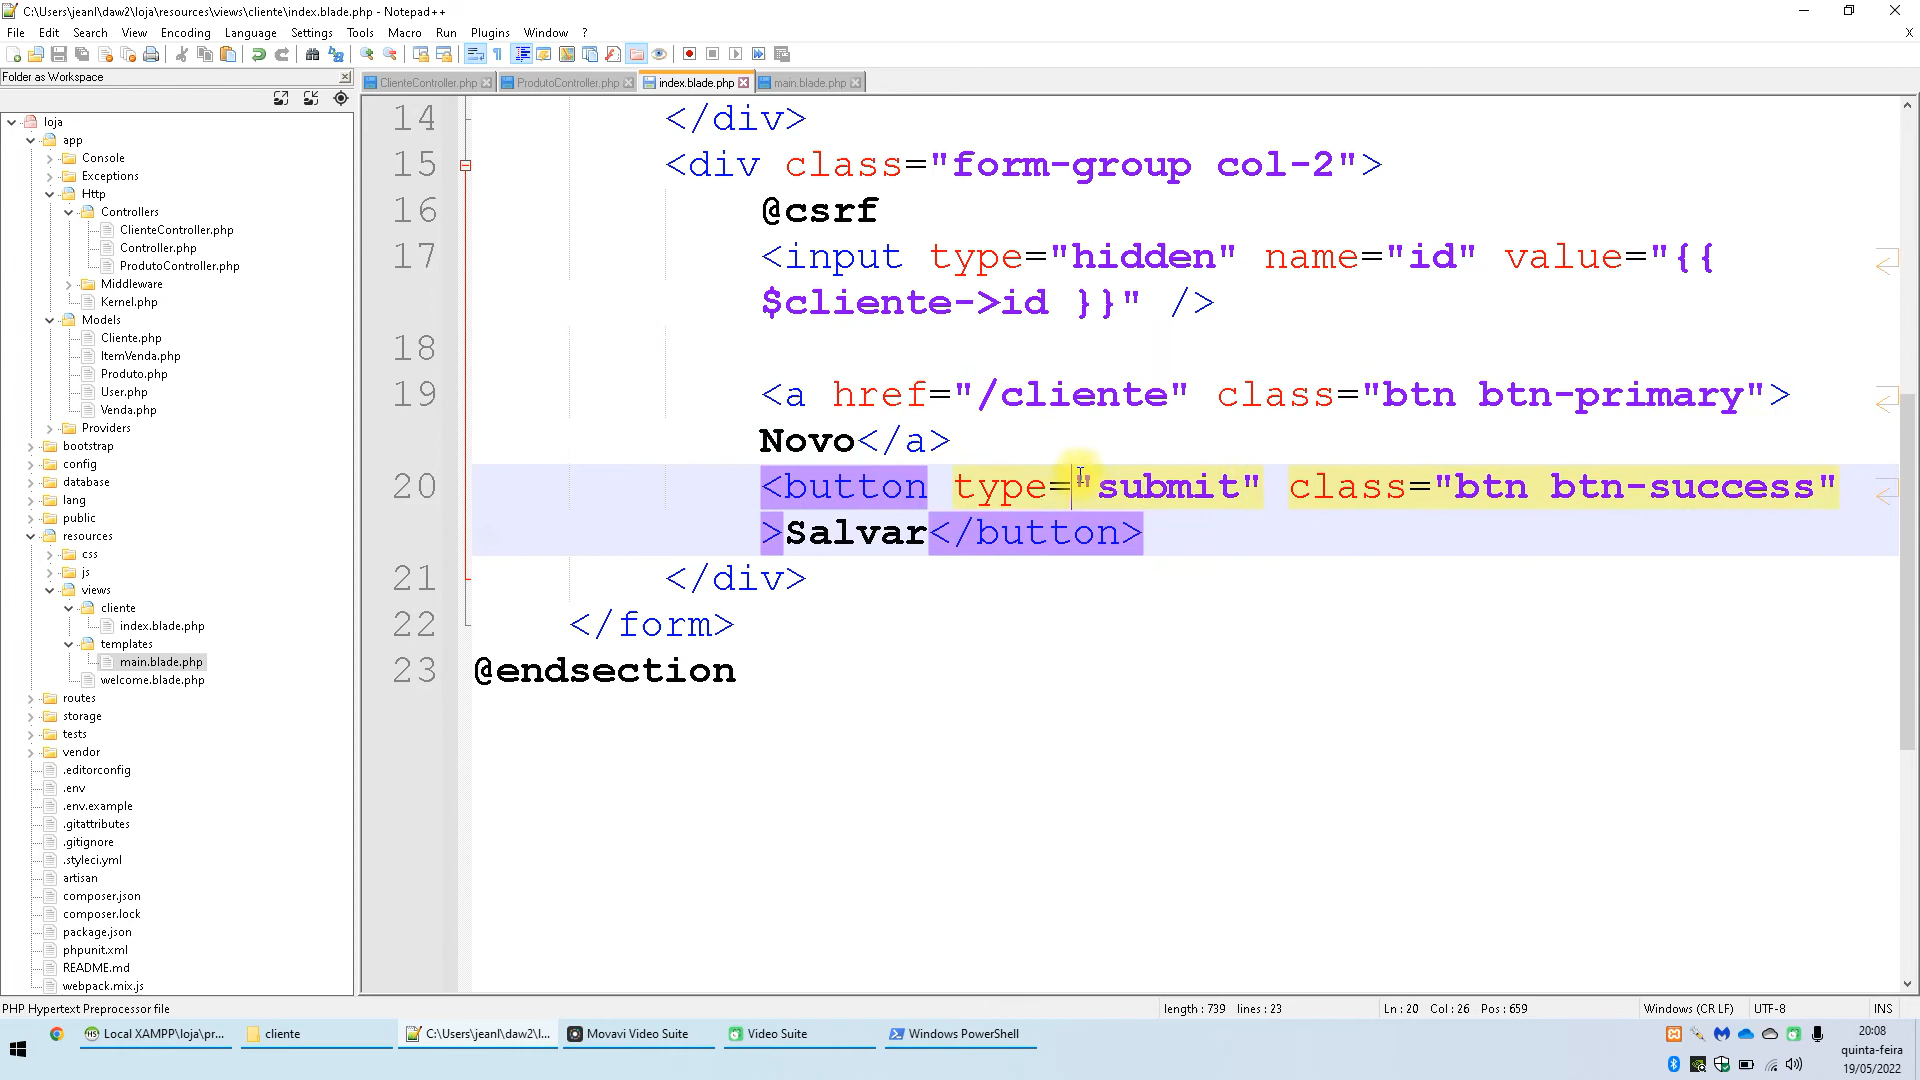 C:\Users\jeanl\daw2\loja\resources\views\cliente\index.blade.php - Notepad++
File Edit Search View Encoding Language Settings Tools Macro Run Plugins Window ? X
Folder as Workspace
ClienteController.php ProdutoController.php index.blade.php main.blade.php
loja
app
Console
Exceptions
Http
Controllers
ClienteController.php
Controller.php
ProdutoController.php
Middleware
Kernel.php
Models
Cliente.php
ItemVenda.php
Produto.php
User.php
Venda.php
Providers
bootstrap
config
database
lang
public
resources
css
js
views
cliente
index.blade.php
templates
main.blade.php
welcome.blade.php
routes
storage
tests
vendor
.editorconfig
.env
.env.example
.gitattributes
.gitignore
.styleci.yml
artisan
composer.json
composer.lock
package.json
phpunit.xml
README.md
webpack.mix.js
14 </div>
15 <div class="form-group col-2">
16 @csrf
17 <input type="hidden" name="id" value="{{
$cliente->id }}" />
18
19 <a href="/cliente" class="btn btn-primary">
Novo</a>
20 <button type="submit" class="btn btn-success"
>Salvar</button>
21 </div>
22 </form>
23 @endsection
PHP Hypertext Preprocessor file length : 739 lines : 23 Ln : 20 Col : 26 Pos : 659 Windows (CR LF) UTF-8 INS
Local XAMPP\loja\pr... cliente C:\Users\jeanl\daw2\l... Movavi Video Suite Video Suite Windows PowerShell
20:08
quinta-feira
19/05/2022